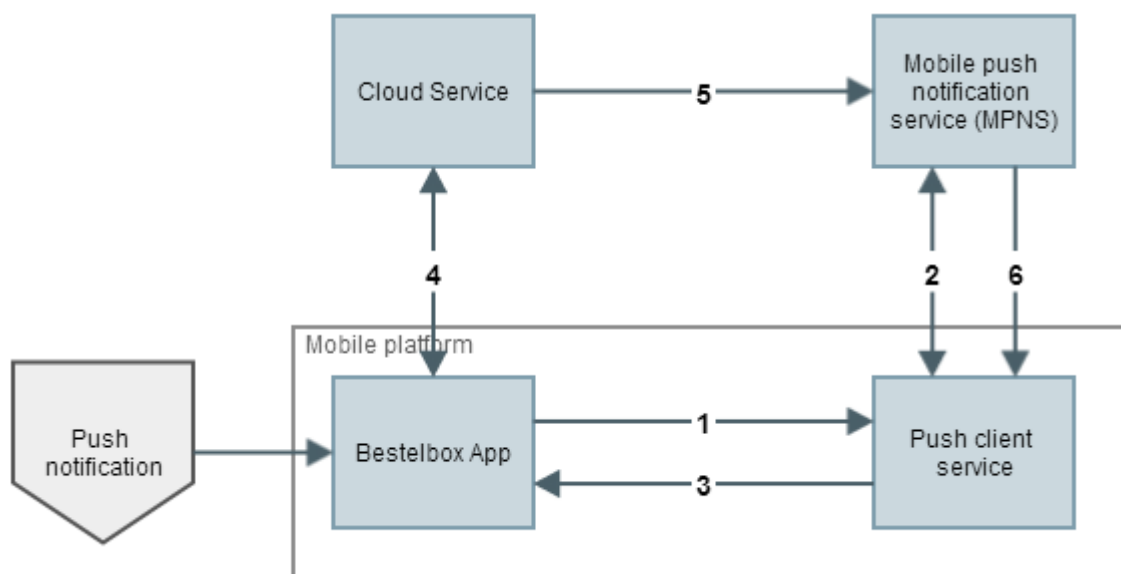 Cloud Service
5
Mobile push
notification
service (MPNS)
4
2
6
Mobile platform
Push
notification
Bestelbox App
1
3
Push client
service